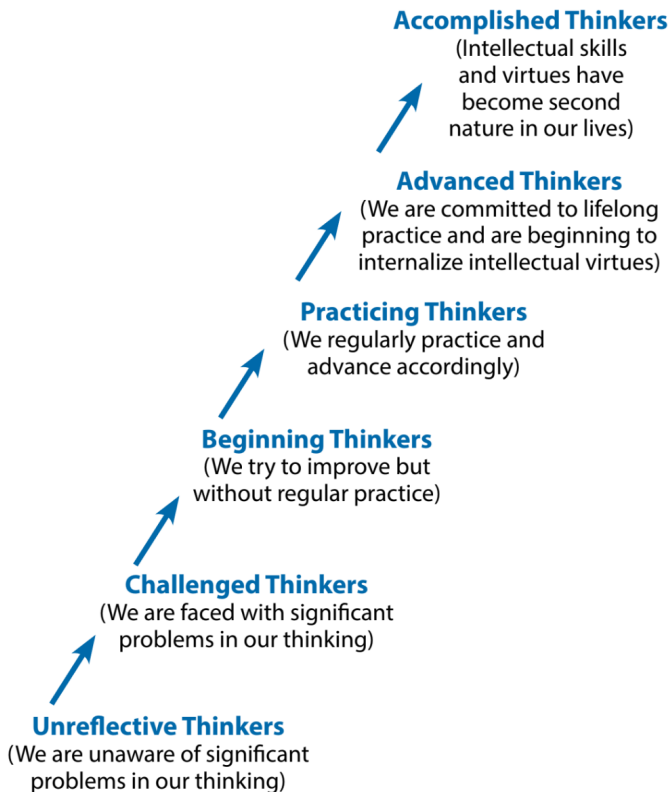 Accomplished Thinkers
(Intellectual skills
and virtues have
become second
nature in our lives)
Advanced Thinkers
(We are committed to lifelong
practice and are beginning to
internalize intellectual virtues)
Practicing Thinkers
(We regularly practice and
advance accordingly)
Beginning Thinkers
(We try to improve but
without regular practice)
Challenged Thinkers
(We are faced with significant
problems in our thinking)
Unreflective Thinkers
(We are unaware of significant
problems in our thinking)